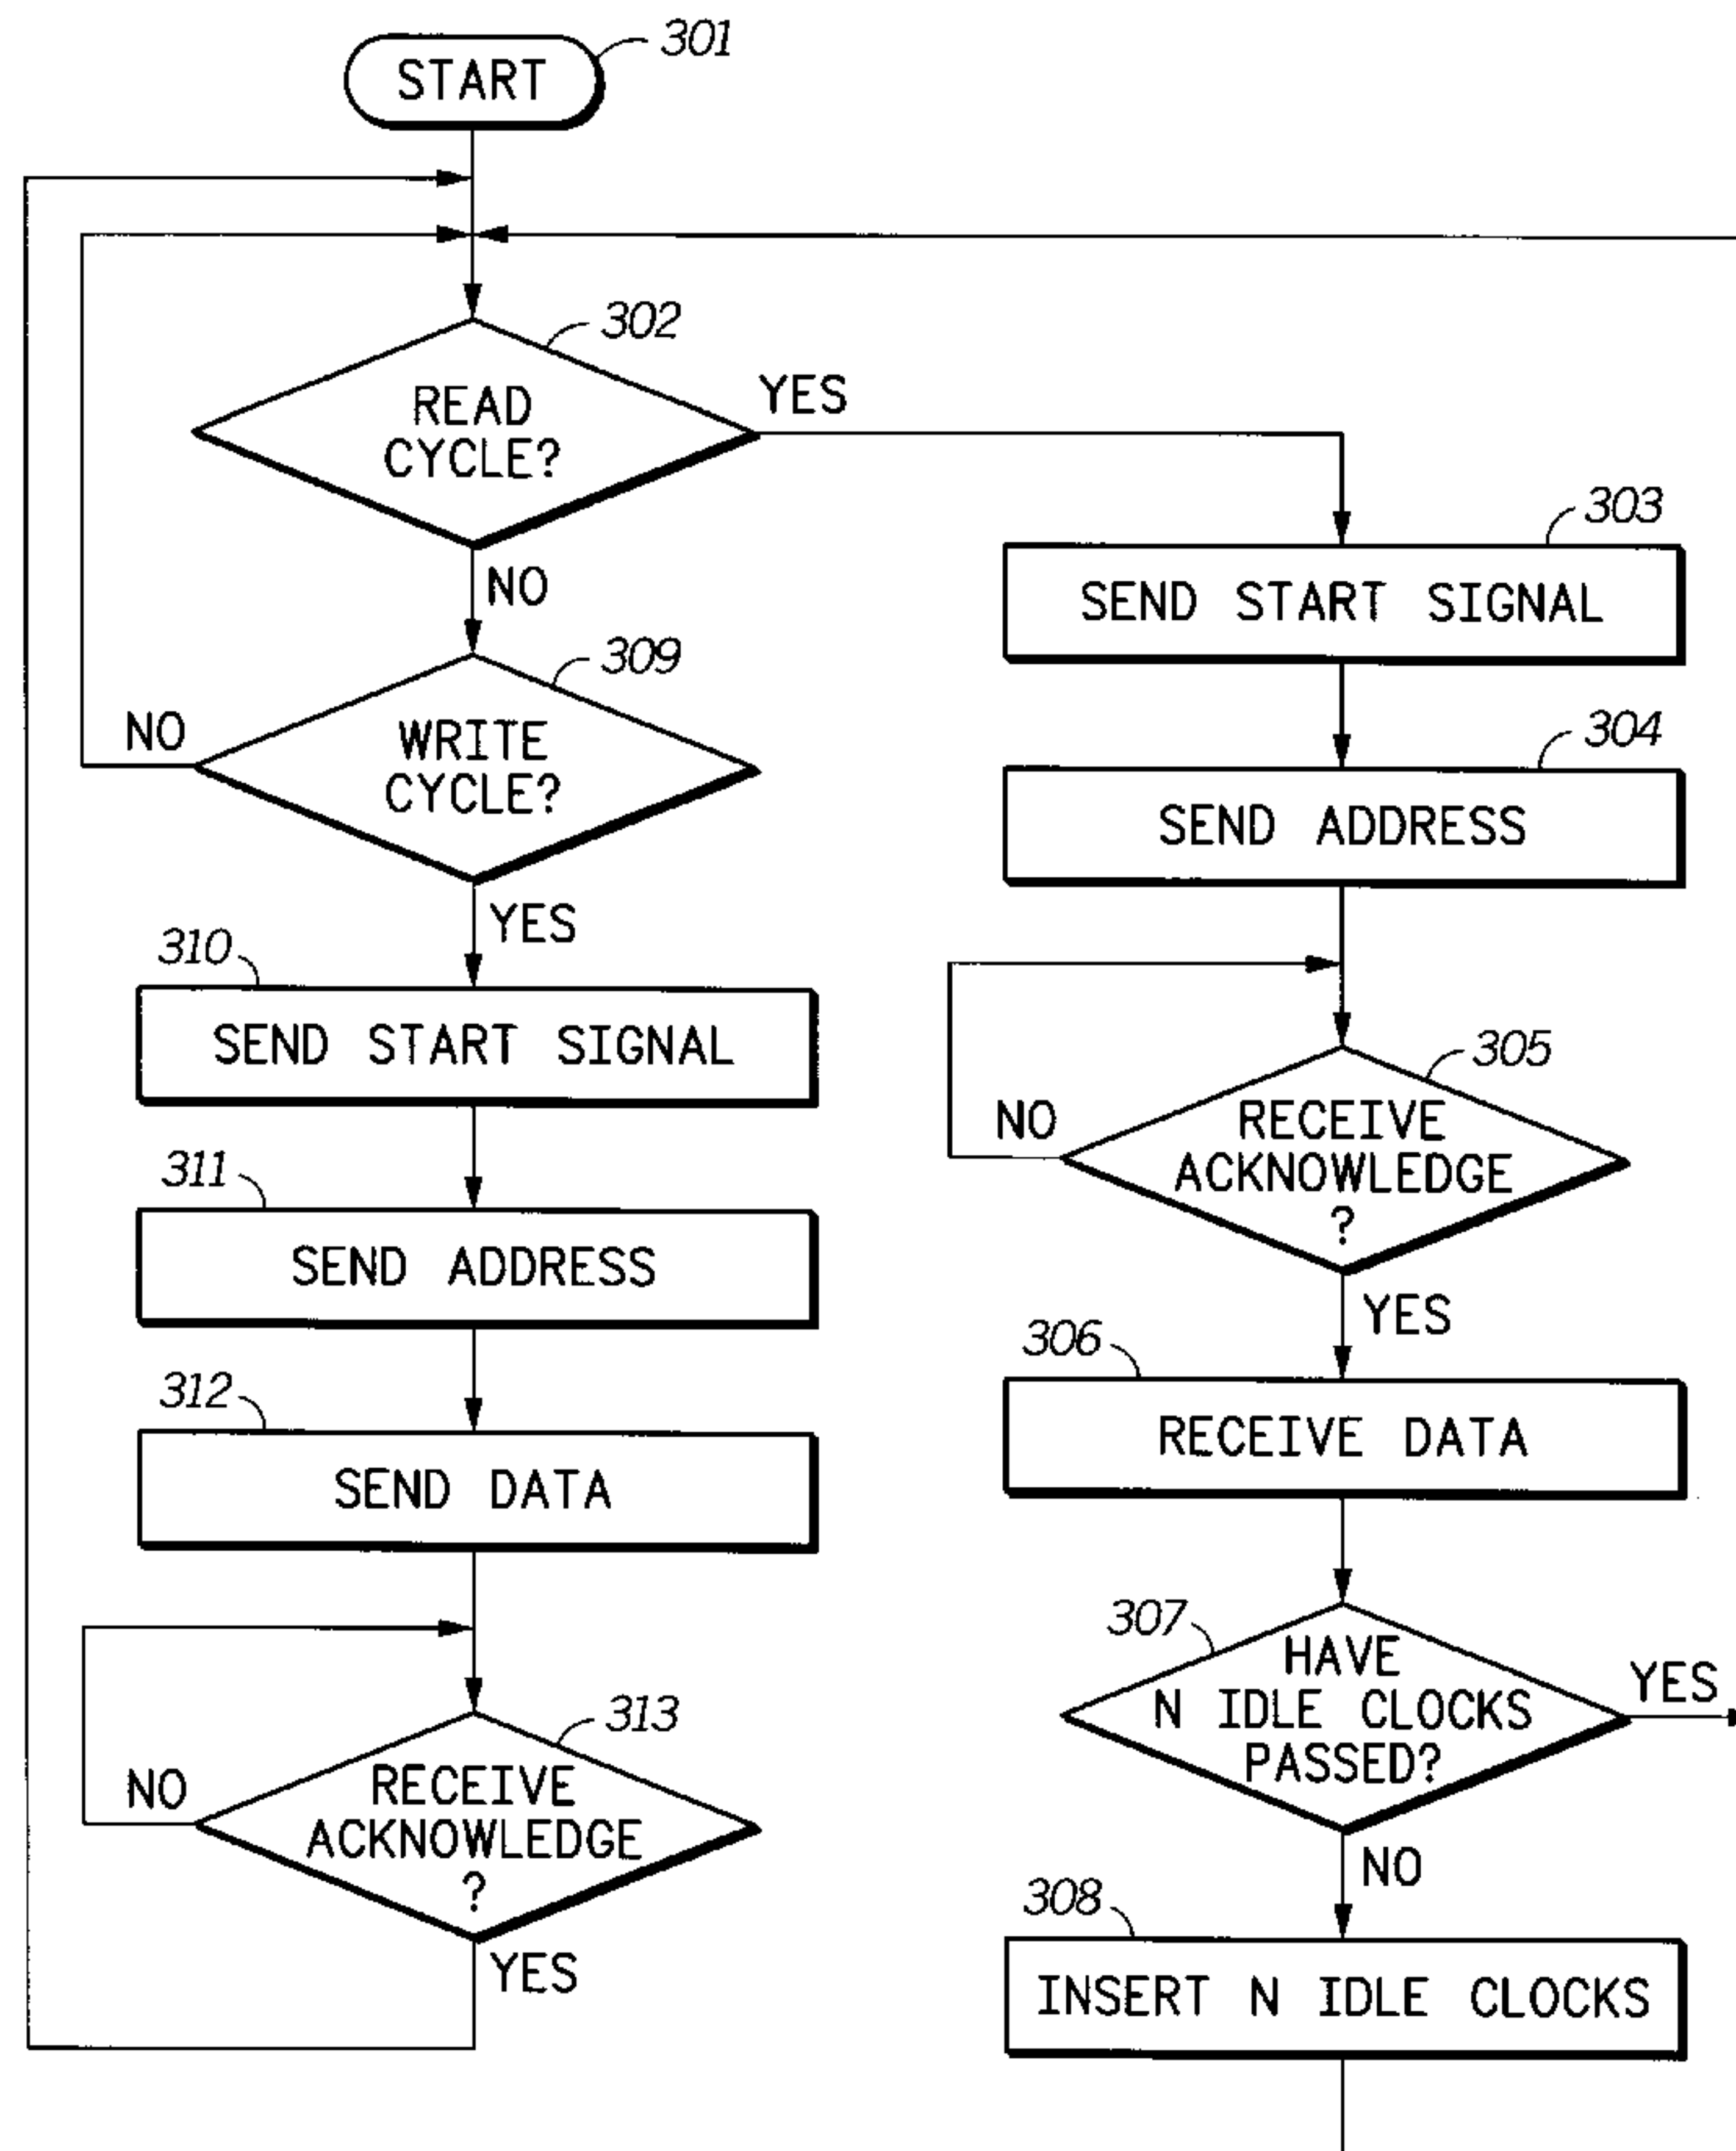 START
301
302
READ
CYCLE?
YES
NO
309
WRITE
CYCLE?
NO
YES
310
SEND START SIGNAL
311
SEND ADDRESS
312
SEND DATA
313
RECEIVE
ACKNOWLEDGE
?
NO
YES
303
SEND START SIGNAL
304
SEND ADDRESS
305
RECEIVE
ACKNOWLEDGE
?
NO
YES
306
RECEIVE DATA
307
HAVE
N IDLE CLOCKS
PASSED?
YES
NO
308
INSERT N IDLE CLOCKS